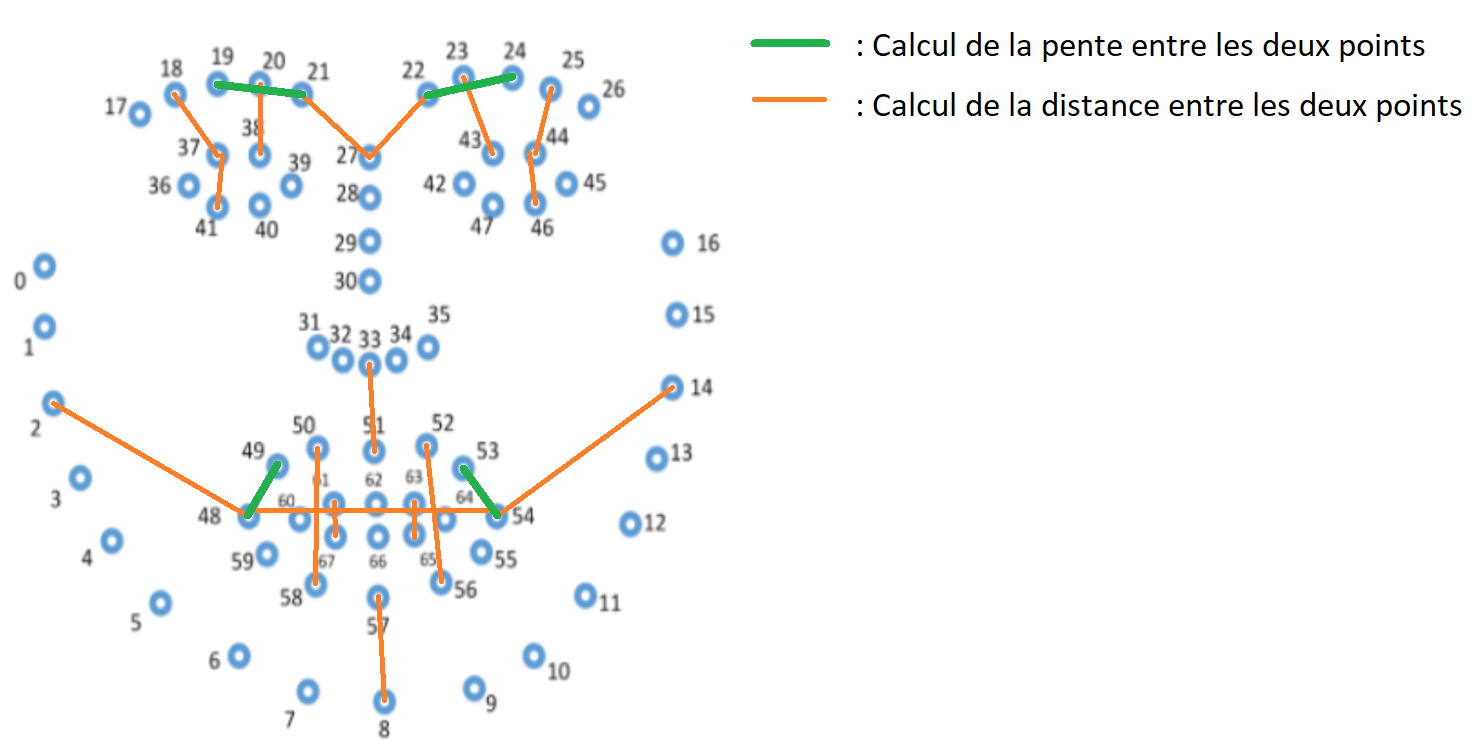 19 20 23 24
18 21 22 25
: Calcul de la pente entre les deux points
17 26
: Calcul de la distance entre les deux points
38
37 27 43 44
36 39 28 42 45
41 40 47 46
29 16
0 30
31 32 33 34 35 15
1
2 14
49 50 51 52 53 13
61 62 63
3 48 60 64 54 12
4 59 67 66 65 55
58 56 11
5 57
6 10
7 8 9